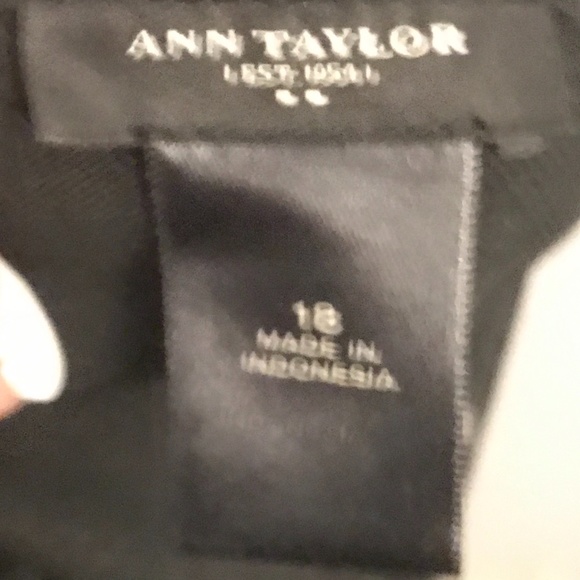 ANN TAYLOR
EST. 1954
18
MADE IN
INDONESIA